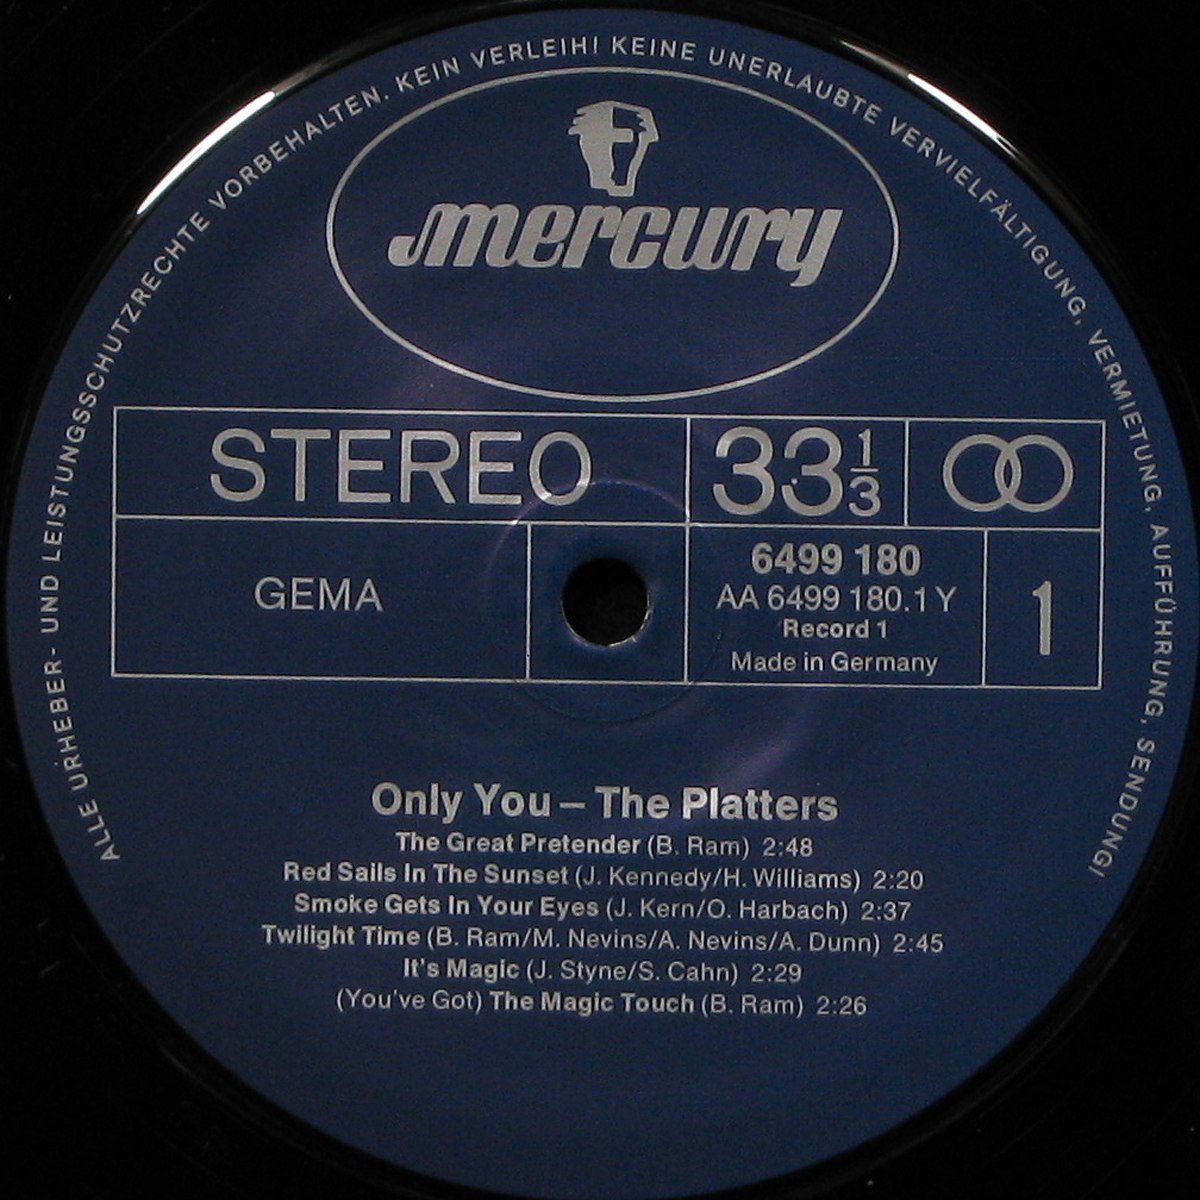 ALLE URHEBER- UND LEISTUNGSSCHUTZRECHTE VORBEHALTEN. KEIN VERLEIH! KEINE UNERLAUBTE VERVIELFÄLTIGUNG, VERMIETUNG, AUFFÜHRUNG, SENDUNG!
mercury
STEREO 33 1/3
GEMA
6499 180
AA 6499 180.1 Y
Record 1
Made in Germany
1
Only You – The Platters
The Great Pretender (B. Ram) 2:48
Red Sails In The Sunset (J. Kennedy/H. Williams) 2:20
Smoke Gets In Your Eyes (J. Kern/O. Harbach) 2:37
Twilight Time (B. Ram/M. Nevins/A. Nevins/A. Dunn) 2:45
It's Magic (J. Styne/S. Cahn) 2:29
(You've Got) The Magic Touch (B. Ram) 2:26